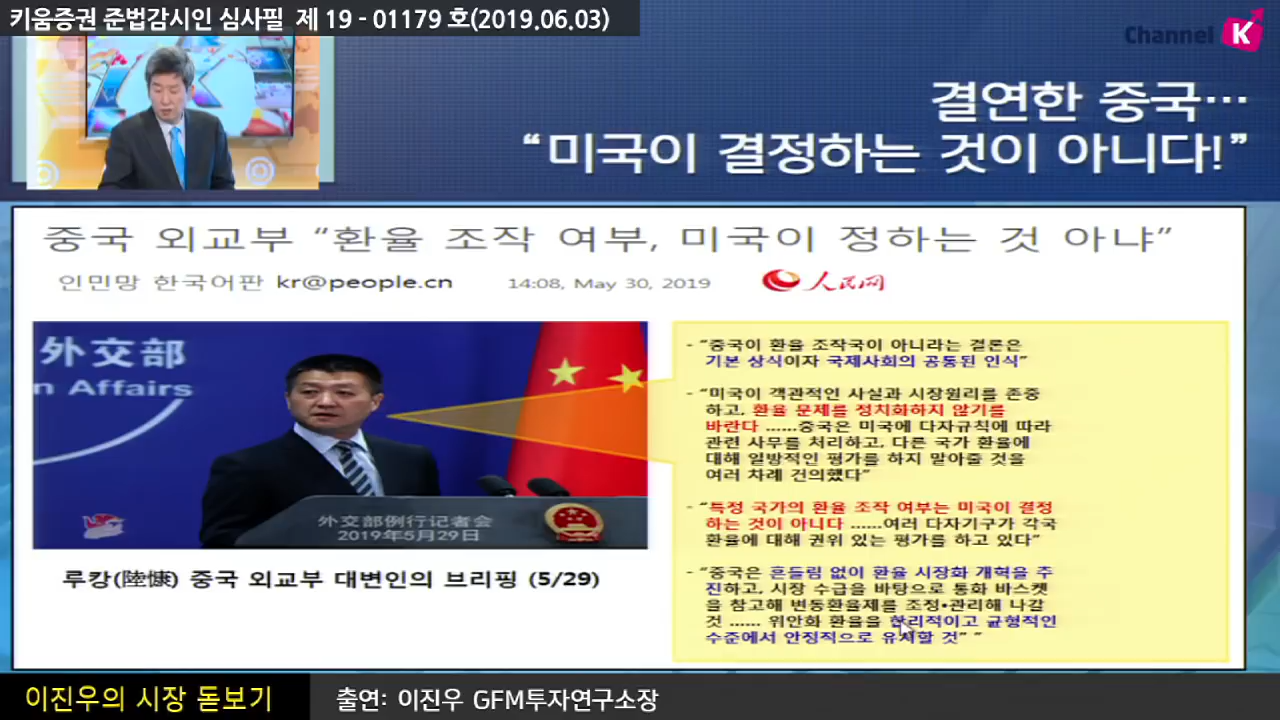 키움증권 준법감시인 심사필 제 19 - 01179 호(2019.06.03)
Channel K
결연한 중국…
“미국이 결정하는 것이 아니다!”
중국 외교부 “환율 조작 여부, 미국이 정하는 것 아냐”
인민망 한국어판 kr@people.cn 14:08, May 30, 2019 人民网
外交部
n Affairs
外交部例行记者会
2019年5月29日
루캉(陸慷) 중국 외교부 대변인의 브리핑 (5/29)
- “중국이 환율 조작국이 아니라는 결론은
기본 상식이자 국제사회의 공통된 인식”
- “미국이 객관적인 사실과 시장원리를 존중
하고, 환율 문제를 정치화하지 않기를
바란다 ……중국은 미국에 다자규칙에 따라
관련 사무를 처리하고, 다른 국가 환율에
대해 일방적인 평가를 하지 말아줄 것을
여러 차례 건의했다”
- “특정 국가의 환율 조작 여부는 미국이 결정
하는 것이 아니다 ……여러 다자기구가 각국
환율에 대해 권위 있는 평가를 하고 있다”
- “중국은 흔들림 없이 환율 시장화 개혁을 추
진하고, 시장 수급을 바탕으로 통화 바스켓
을 참고해 변동환율제를 조정•관리해 나갈
것 …… 위안화 환율을 합리적이고 균형적인
수준에서 안정적으로 유지할 것” ”
이진우의 시장 돋보기
출연: 이진우 GFM투자연구소장